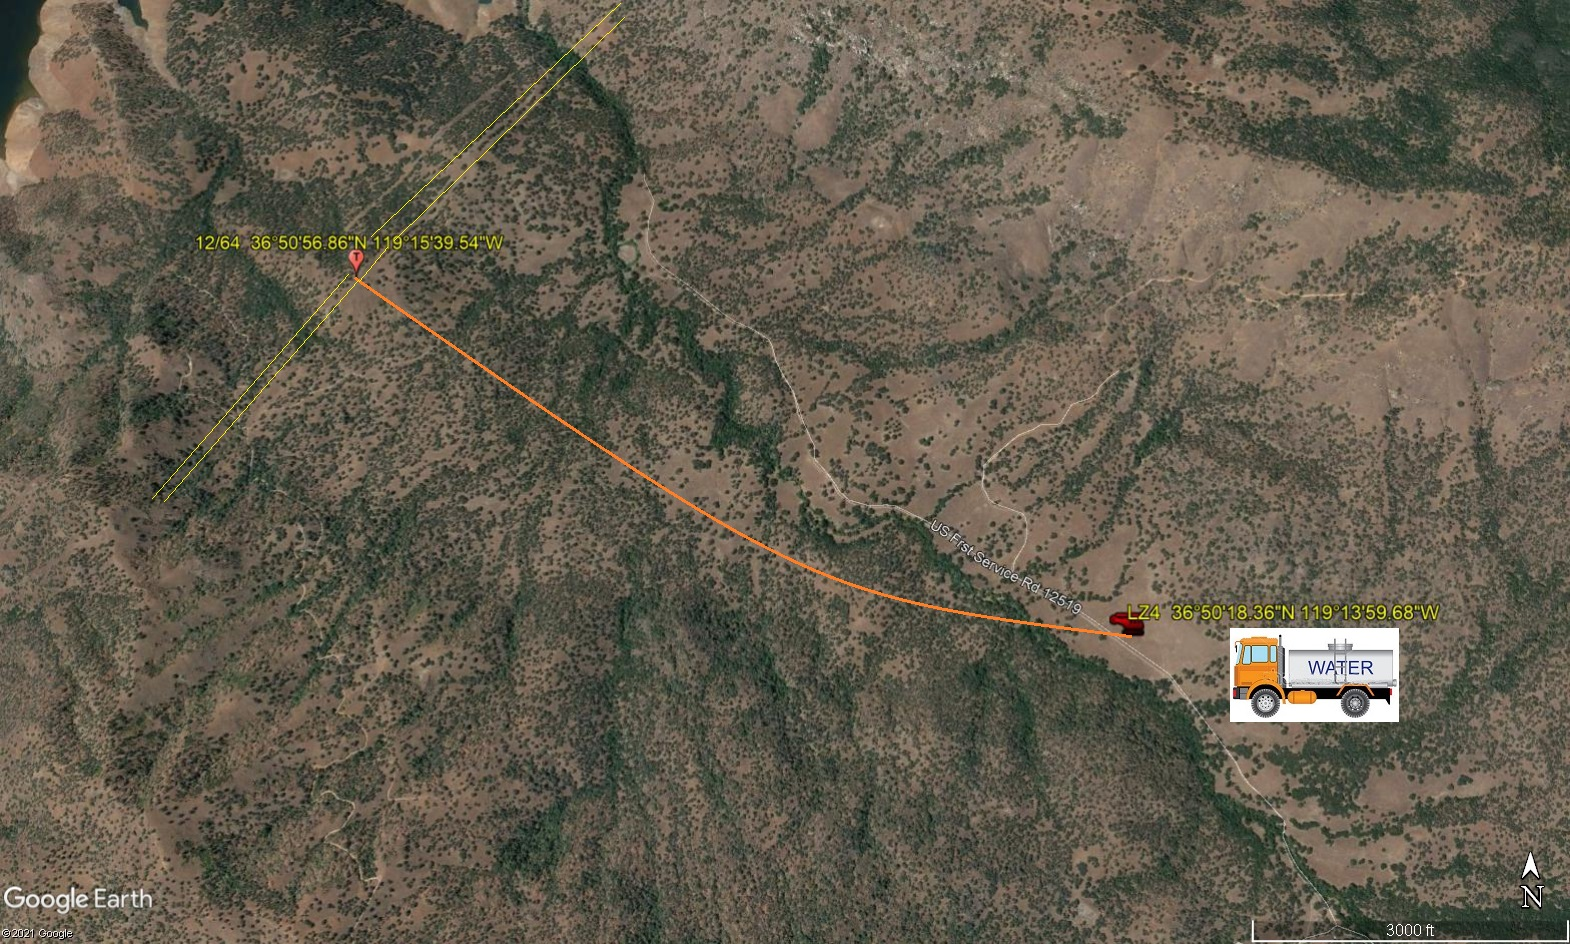 12/64 36°50'56.86"N 119°15'39.54"W
US Frst Service Rd 12519
LZ4 36°50'18.36"N 119°13'59.68"W
WATER
T
Google Earth
©2021 Google
N
3000 ft